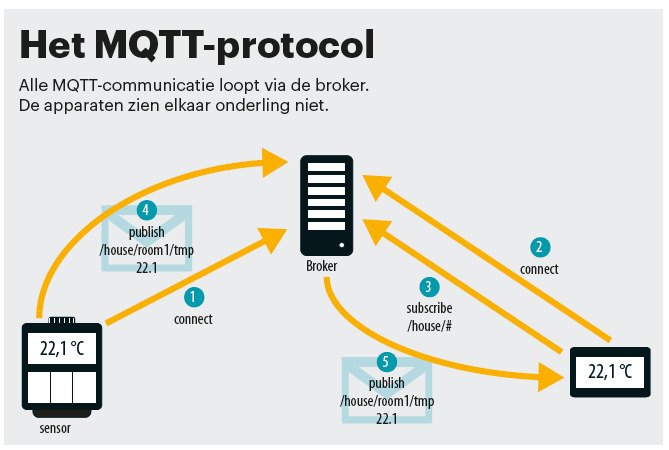 Het MQTT-protocol
Alle MQTT-communicatie loopt via de broker.
De apparaten zien elkaar onderling niet.
4
publish
/house/room1/tmp
22.1
1
connect
Broker
2
connect
3
subscribe
/house/#
22,1 °C
sensor
5
publish
/house/room1/tmp
22.1
22,1 °C